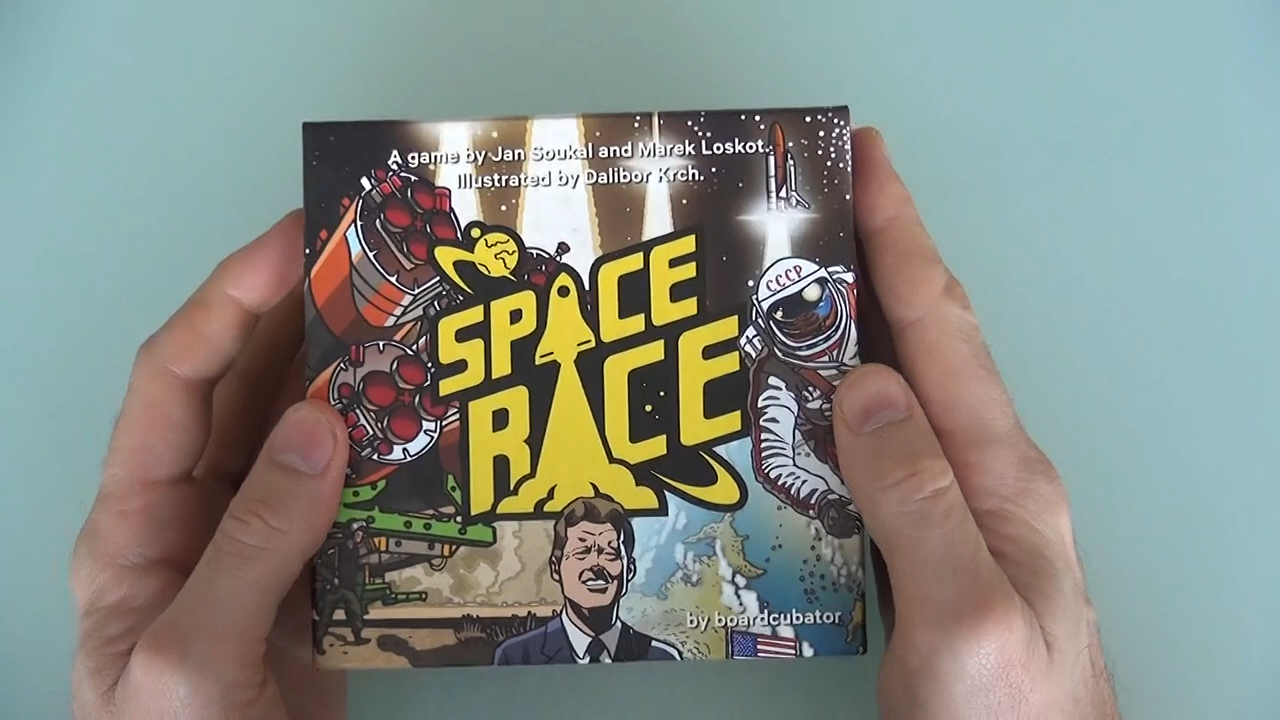 A game by Jan Soukal and Marek Loskot.
Illustrated by Dalibor Krch.
CCCP
SPACE
RACE
by boardcubator